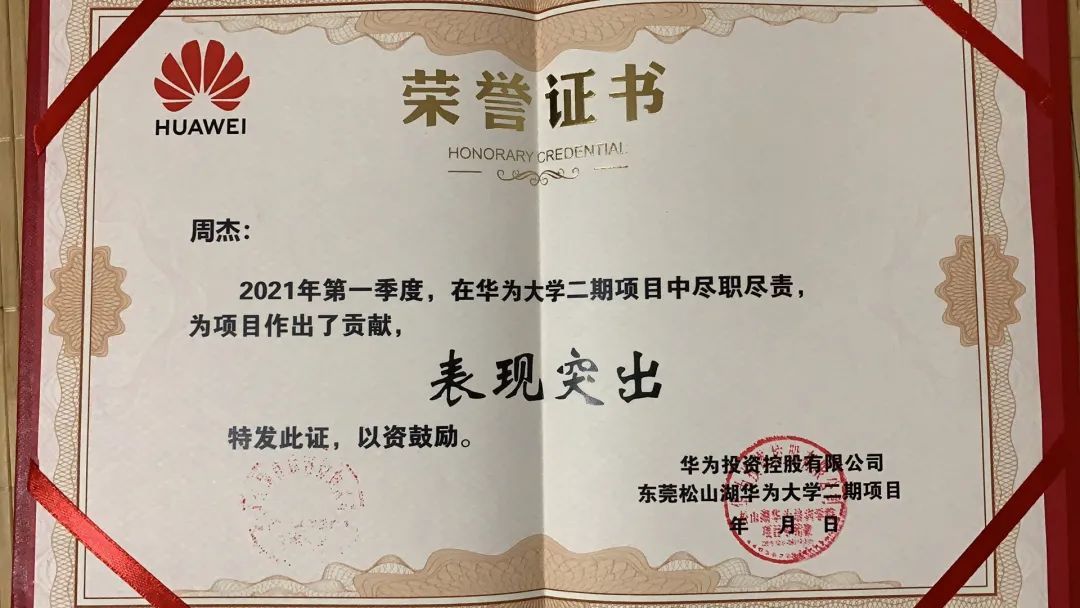 HUAWEI
荣誉证书
HONORARY CREDENTIAL
周杰：
2021年第一季度，在华为大学二期项目中尽职尽责，
为项目作出了贡献，
表现突出
特发此证，以资鼓励。
华为投资控股有限公司
东莞松山湖华为大学二期项目
年 月 日